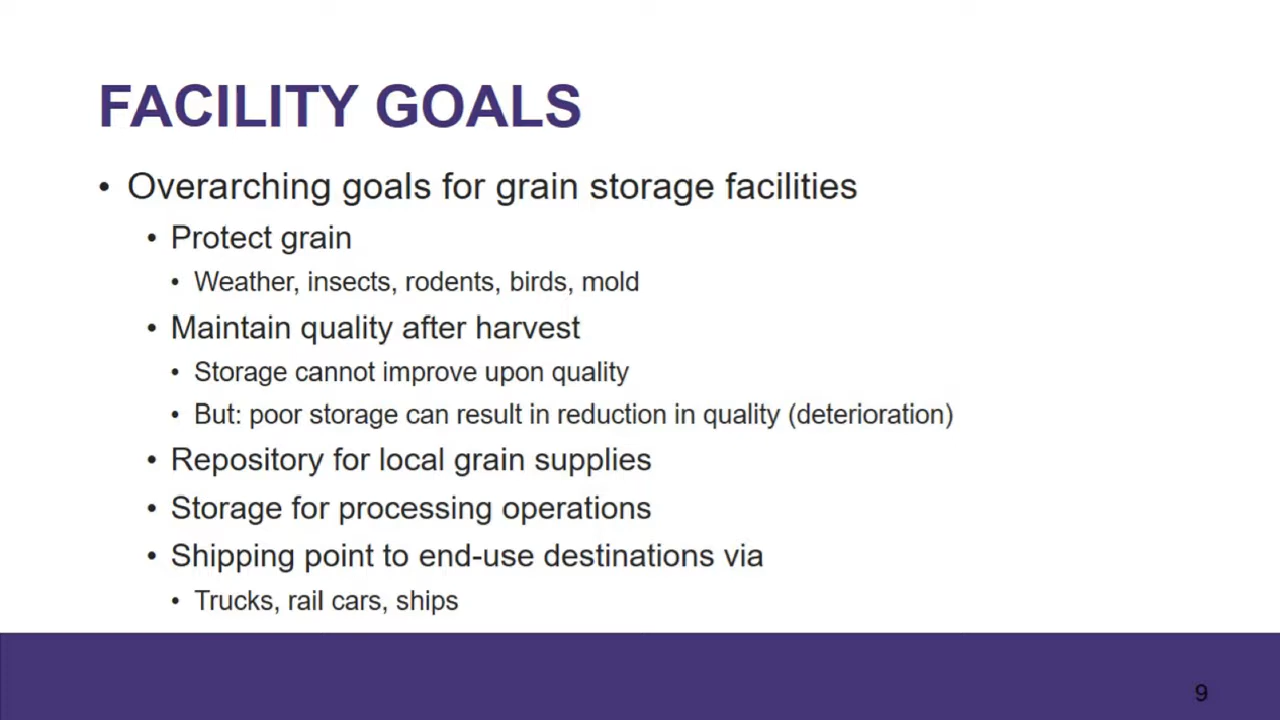 FACILITY GOALS
• Overarching goals for grain storage facilities
• Protect grain
• Weather, insects, rodents, birds, mold
• Maintain quality after harvest
• Storage cannot improve upon quality
• But: poor storage can result in reduction in quality (deterioration)
• Repository for local grain supplies
• Storage for processing operations
• Shipping point to end-use destinations via
• Trucks, rail cars, ships
9